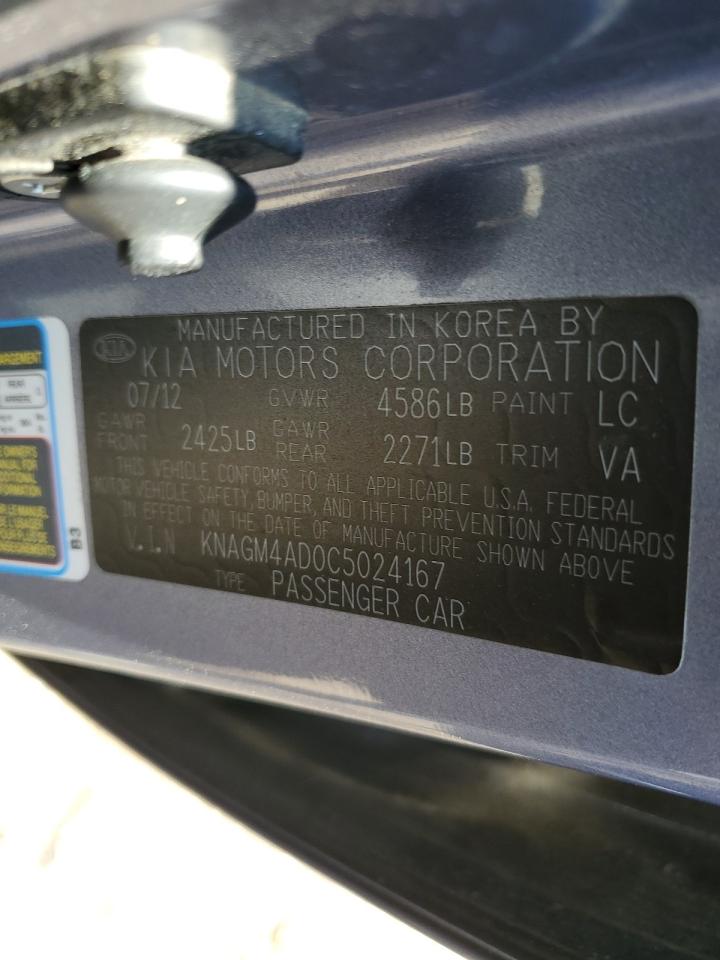 MANUFACTURED IN KOREA BY
KIA KIA MOTORS CORPORATION
07/12 GVWR 4586LB PAINT LC
GAWR FRONT 2425LB GAWR REAR 2271LB TRIM VA
THIS VEHICLE CONFORMS TO ALL APPLICABLE U.S.A. FEDERAL
MOTOR VEHICLE SAFETY, BUMPER, AND THEFT PREVENTION STANDARDS
IN EFFECT ON THE DATE OF MANUFACTURE SHOWN ABOVE
V.I.N KNAGM4AD0C5024167
TYPE PASSENGER CAR
B3